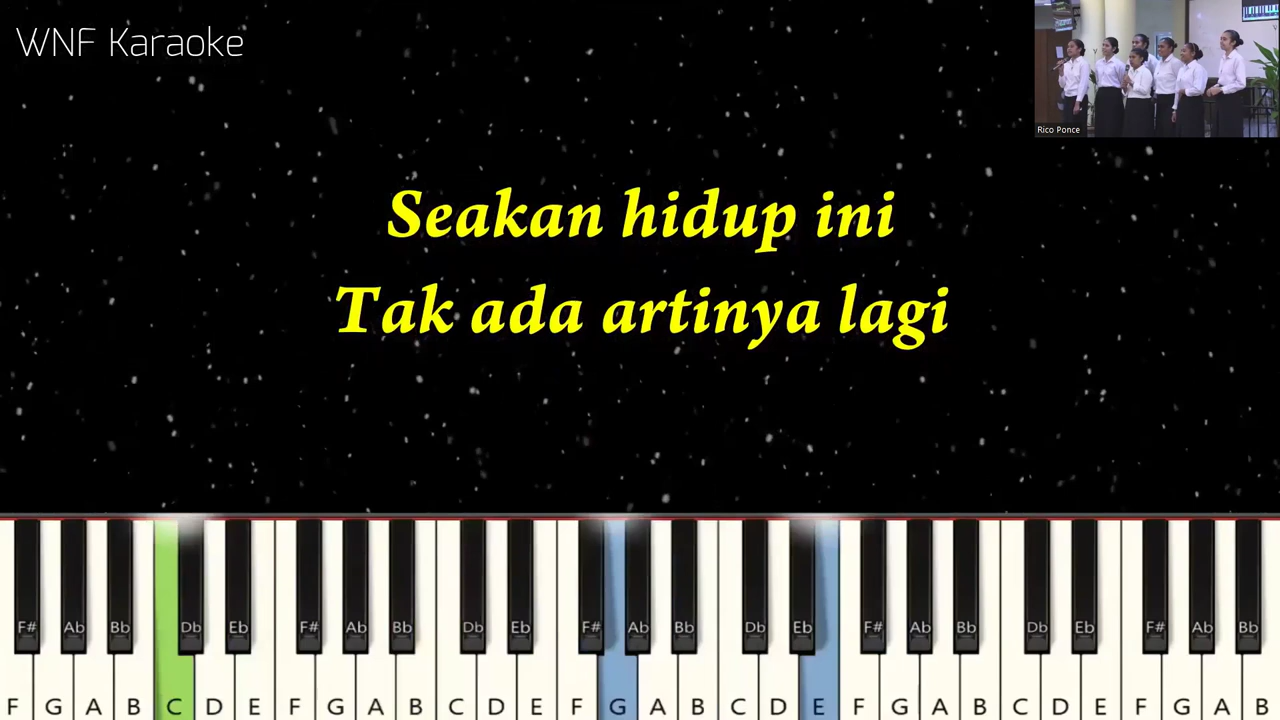 WNF Karaoke
Rico Ponce
Seakan hidup ini
Tak ada artinya lagi
F# Ab Bb Db Eb F# Ab Bb Db Eb F# Ab Bb Db Eb F# Ab Bb Db Eb F# Ab Bb
F G A B C D E F G A B C D E F G A B C D E F G A B C D E F G A B